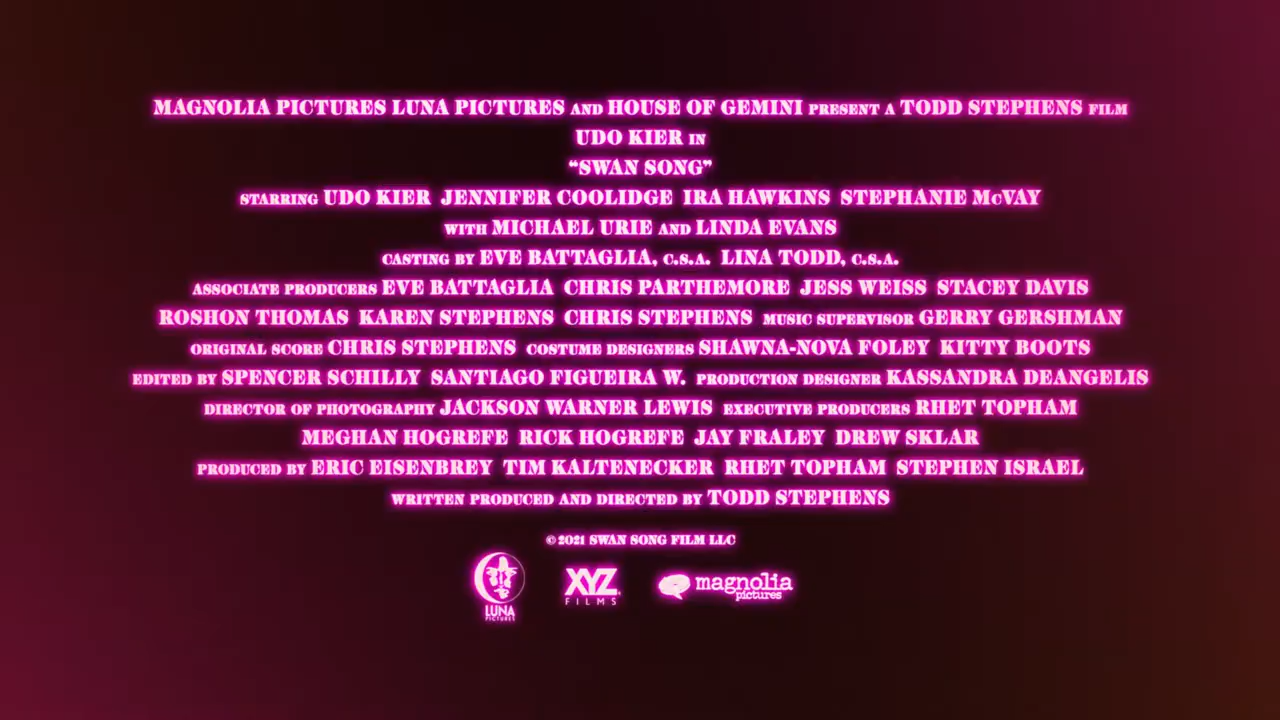 MAGNOLIA PICTURES LUNA PICTURES AND HOUSE OF GEMINI PRESENT A TODD STEPHENS FILM
UDO KIER IN
“SWAN SONG”
STARRING UDO KIER JENNIFER COOLIDGE IRA HAWKINS STEPHANIE McVAY
WITH MICHAEL URIE AND LINDA EVANS
CASTING BY EVE BATTAGLIA, C.S.A. LINA TODD, C.S.A.
ASSOCIATE PRODUCERS EVE BATTAGLIA CHRIS PARTHEMORE JESS WEISS STACEY DAVIS
ROSHON THOMAS KAREN STEPHENS CHRIS STEPHENS MUSIC SUPERVISOR GERRY GERSHMAN
ORIGINAL SCORE CHRIS STEPHENS COSTUME DESIGNERS SHAWNA-NOVA FOLEY KITTY BOOTS
EDITED BY SPENCER SCHILLY SANTIAGO FIGUEIRA W. PRODUCTION DESIGNER KASSANDRA DEANGELIS
DIRECTOR OF PHOTOGRAPHY JACKSON WARNER LEWIS EXECUTIVE PRODUCERS RHET TOPHAM
MEGHAN HOGREFE RICK HOGREFE JAY FRALEY DREW SKLAR
PRODUCED BY ERIC EISENBREY TIM KALTENECKER RHET TOPHAM STEPHEN ISRAEL
WRITTEN PRODUCED AND DIRECTED BY TODD STEPHENS
© 2021 SWAN SONG FILM LLC
LUNA
PICTURES
XYZ
FILMS
magnolia
pictures